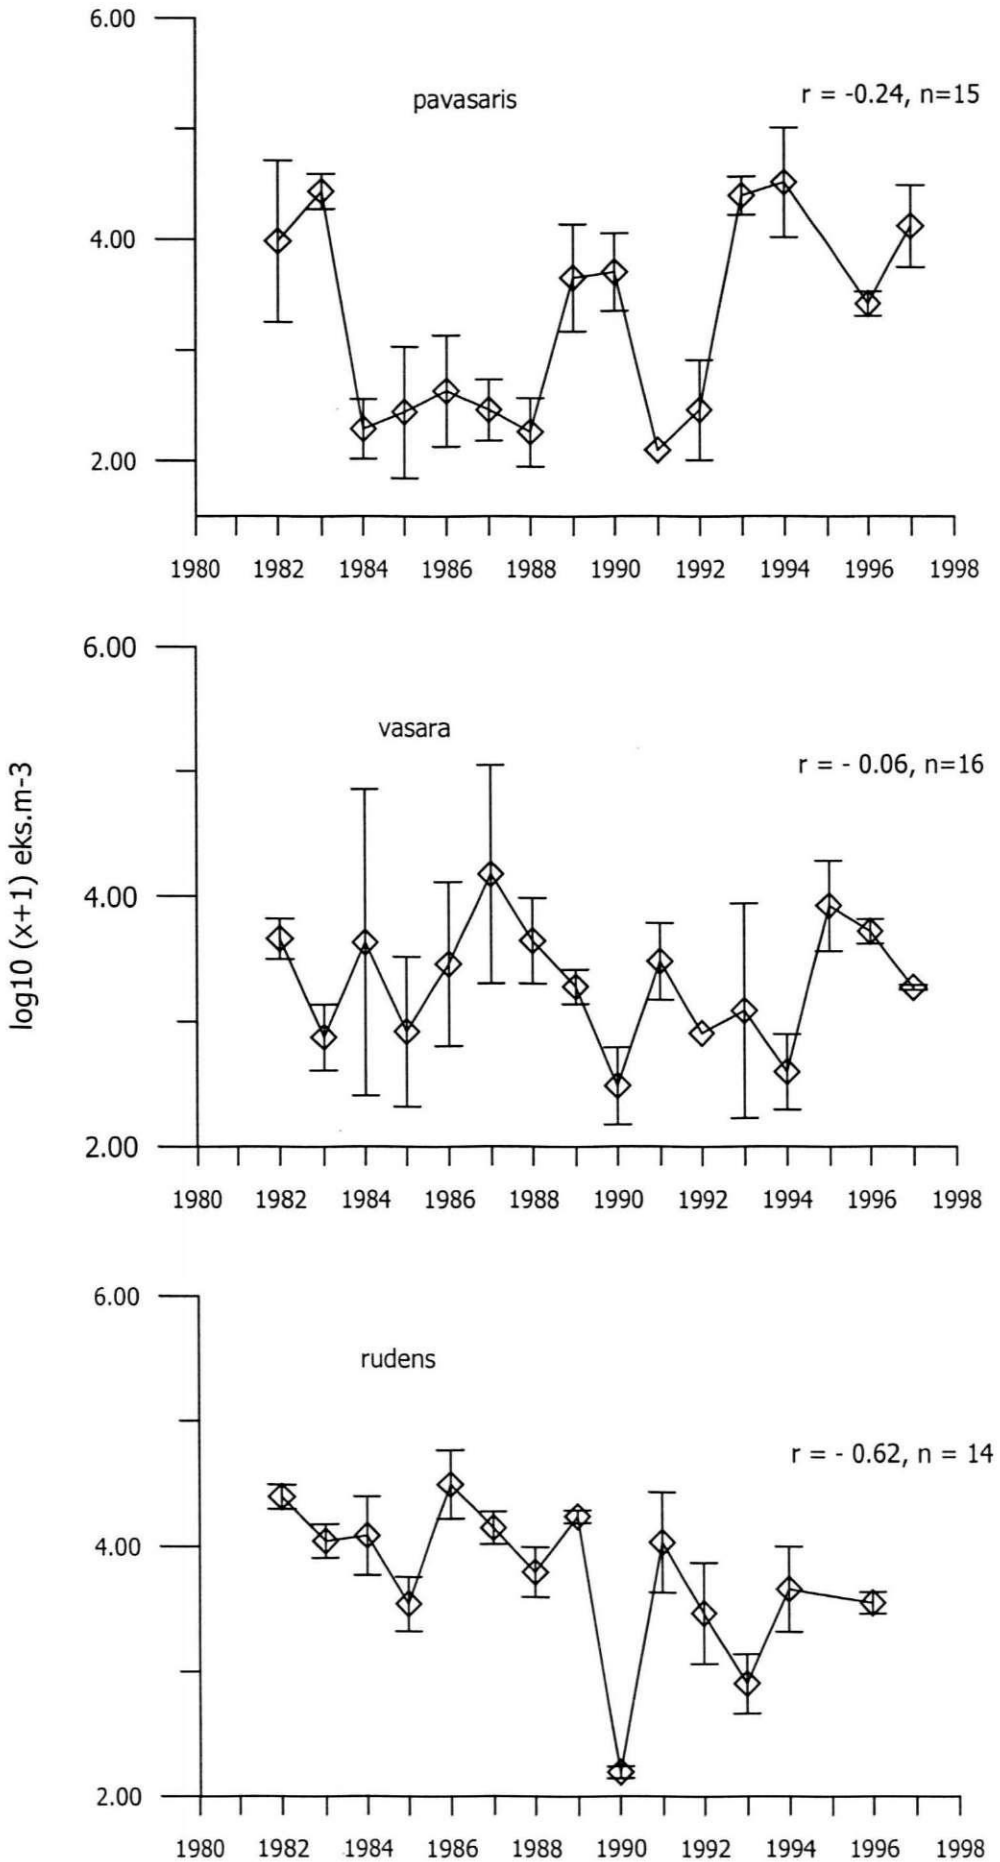 6.00
pavasaris
r = -0.24, n=15
4.00
2.00
1980 1982 1984 1986 1988 1990 1992 1994 1996 1998
log10 (x+1) eks.m-3
6.00
vasara
r = - 0.06, n=16
4.00
2.00
1980 1982 1984 1986 1988 1990 1992 1994 1996 1998
6.00
rudens
r = - 0.62, n = 14
4.00
2.00
1980 1982 1984 1986 1988 1990 1992 1994 1996 1998